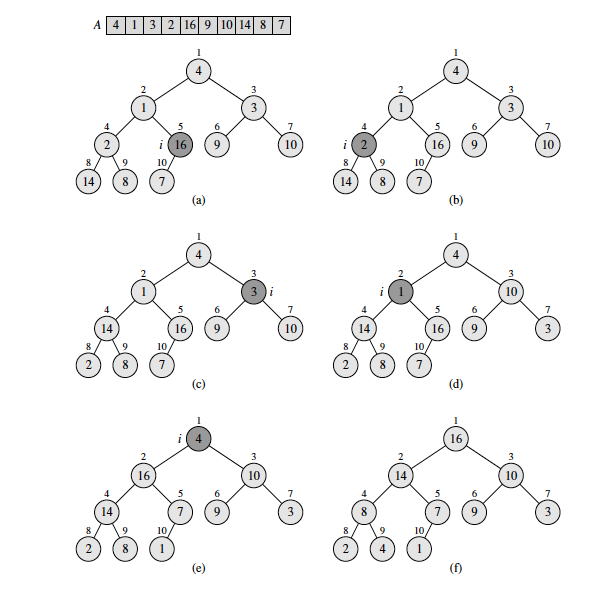 A 4 1 3 2 16 9 10 14 8 7
1 1
4 4
2 3 2 3
1 3 1 3
4 5 6 7 4 5 6 7
2 i 16 9 10 i 2 16 9 10
8 9 10 8 9 10
14 8 7 14 8 7
(a) (b)
1 1
4 4
2 3 2 3
1 3 i i 1 10
4 5 6 7 4 5 6 7
14 16 9 10 14 16 9 3
8 9 10 8 9 10
2 8 7 2 8 7
(c) (d)
1 1
i 4 16
2 3 2 3
16 10 14 10
4 5 6 7 4 5 6 7
14 7 9 3 8 7 9 3
8 9 10 8 9 10
2 8 1 2 4 1
(e) (f)